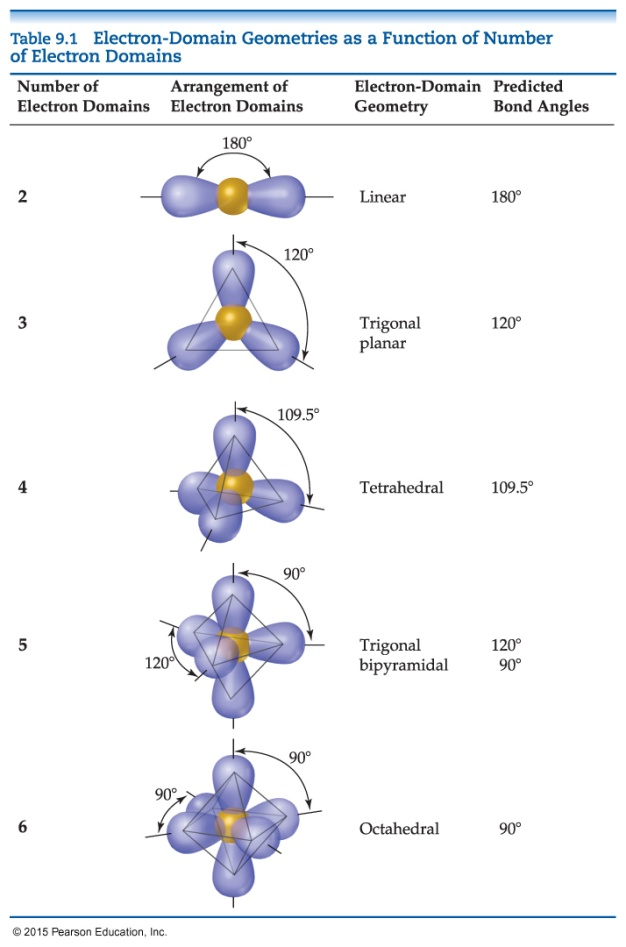 Table 9.1 Electron-Domain Geometries as a Function of Number
of Electron Domains
Number of Electron Domains
Arrangement of Electron Domains
Electron-Domain Geometry
Predicted Bond Angles
180°
2 Linear 180°
120°
3 Trigonal planar 120°
109.5°
4 Tetrahedral 109.5°
90°
120°
5 Trigonal bipyramidal 120° 90°
90°
90°
6 Octahedral 90°
© 2015 Pearson Education, Inc.